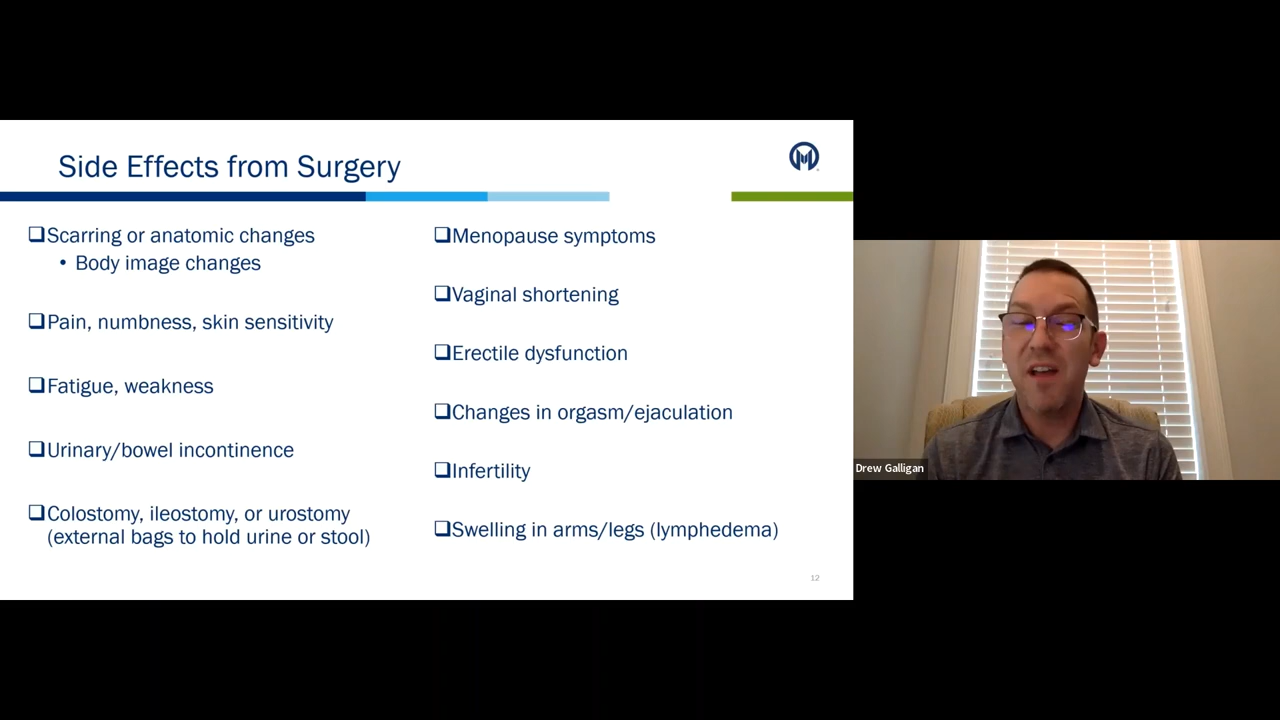 Side Effects from Surgery
Scarring or anatomic changes
• Body image changes
Pain, numbness, skin sensitivity
Fatigue, weakness
Urinary/bowel incontinence
Colostomy, ileostomy, or urostomy
(external bags to hold urine or stool)
Menopause symptoms
Vaginal shortening
Erectile dysfunction
Changes in orgasm/ejaculation
Infertility
Swelling in arms/legs (lymphedema)
12
Drew Galligan